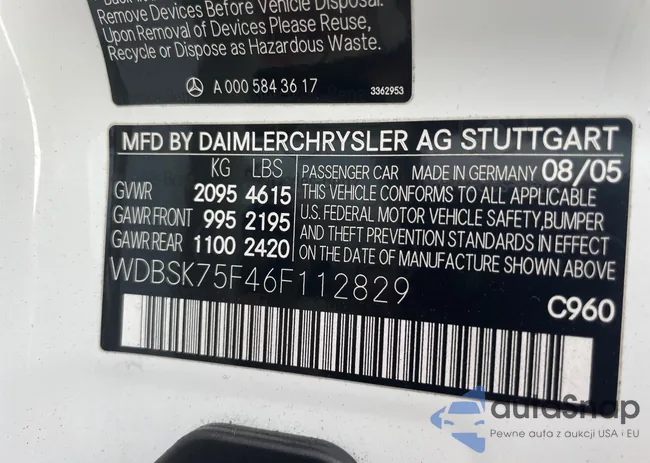 Remove Devices Before Vehicle Disposal.
Upon Removal of Devices Please Reuse,
Recycle or Dispose as Hazardous Waste.
A 000 584 36 17
3362953
MFD BY DAIMLERCHRYSLER AG STUTTGART
KG LBS
GVWR 2095 4615
GAWR FRONT 995 2195
GAWR REAR 1100 2420
PASSENGER CAR MADE IN GERMANY 08/05
THIS VEHICLE CONFORMS TO ALL APPLICABLE
U.S. FEDERAL MOTOR VEHICLE SAFETY, BUMPER
AND THEFT PREVENTION STANDARDS IN EFFECT
ON THE DATE OF MANUFACTURE SHOWN ABOVE.
WDBSK75F46F112829
C960
autoSnap
Pewne auta z aukcji USA i EU